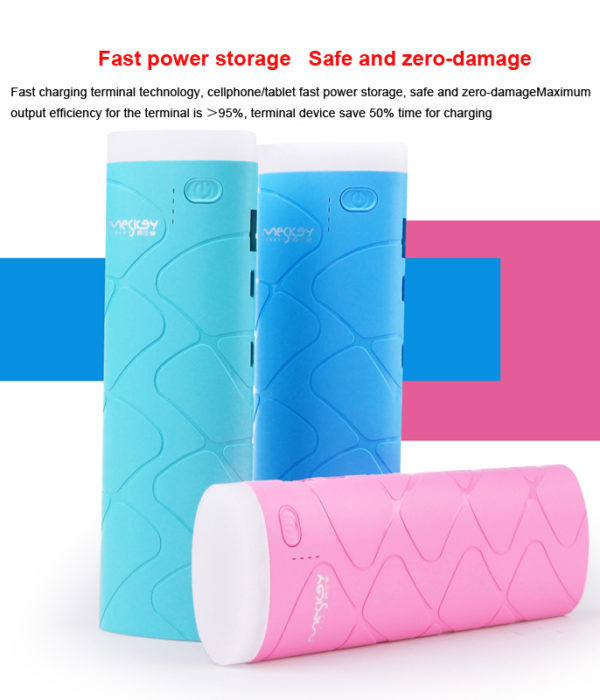 Fast power storage Safe and zero-damage
Fast charging terminal technology, cellphone/tablet fast power storage, safe and zero-damageMaximum
output efficiency for the terminal is >95%, terminal device save 50% time for charging